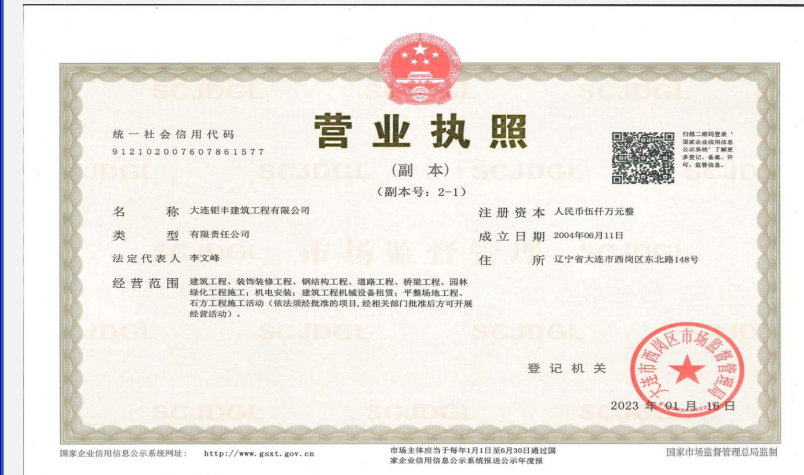 统一社会信用代码
912102007607861577
营业执照
(副 本)
(副本号: 2-1)
扫描二维码登录'
国家企业信用信息
公示系统'了解更
多登记、备案、许
可、监管信息。
名 称 大连钜丰建筑工程有限公司
类 型 有限责任公司
法定代表人 李文峰
经营范围 建筑工程、装饰装修工程、钢结构工程、道路工程、桥梁工程、园林
绿化工程施工; 机电安装; 建筑工程机械设备租赁; 平整场地工程、
石方工程施工活动 (依法须经批准的项目, 经相关部门批准后方可开展
经营活动) 。
注册资本 人民币伍仟万元整
成立日期 2004年06月11日
住 所 辽宁省大连市西岗区东北路148号
登记机关
大连市西岗区市场监督管理局
2023 年 01 月 16 日
国家企业信用信息公示系统网址: http://www.gsxt.gov.cn
市场主体应当于每年1月1日至6月30日通过国
家企业信用信息公示系统报送公示年度报
国家市场监督管理总局监制
SCJDGL
市场监督管